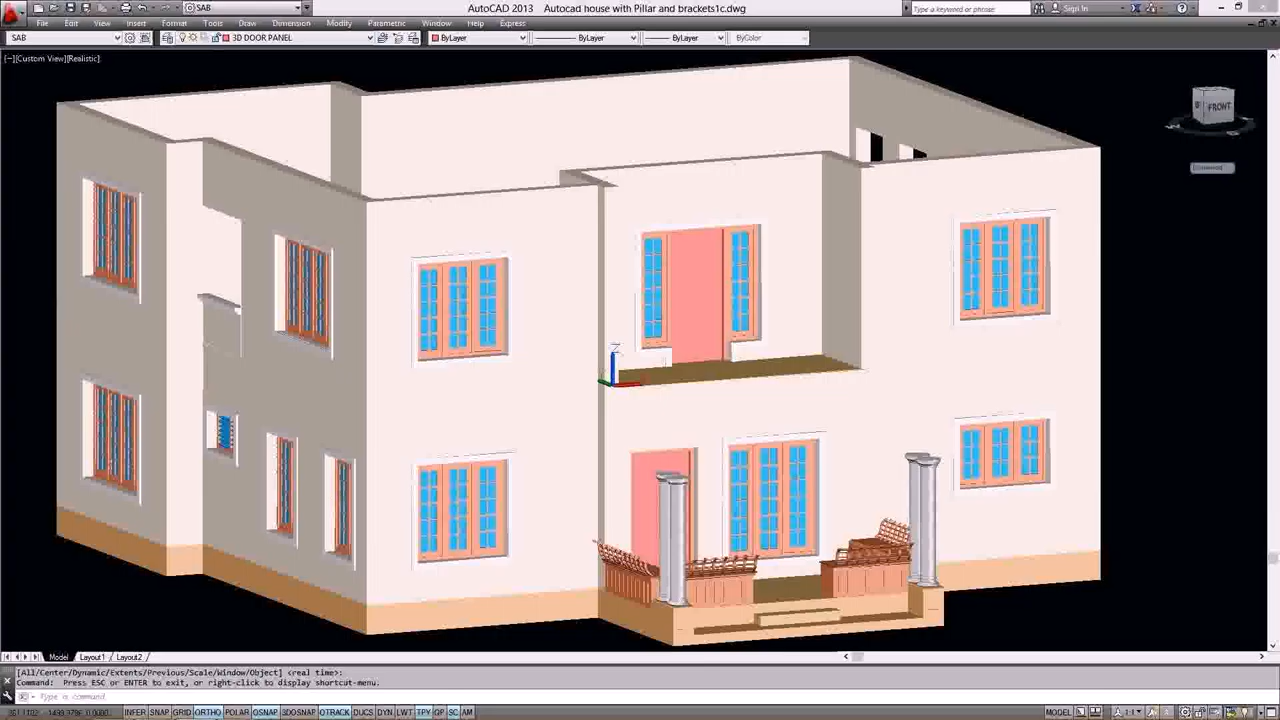 SAB
AutoCAD 2013 Autocad house with Pillar and brackets1c.dwg
Type a keyword or phrase
Sign In
File Edit View Insert Format Tools Draw Dimension Modify Parametric Window Help Express
SAB
3D DOOR PANEL
ByLayer
ByLayer
ByLayer
ByColor
[−][Custom View][Realistic]
FRONT
Z
Model Layout1 Layout2
[All/Center/Dynamic/Extents/Previous/Scale/Window/Object] <real time>:
Command: Press ESC or ENTER to exit, or right-click to display shortcut-menu.
Type a command
INFER SNAP GRID ORTHO POLAR OSNAP 3DOSNAP OTRACK DUCS DYN LWT TPY QP SC AM
MODEL
1:1